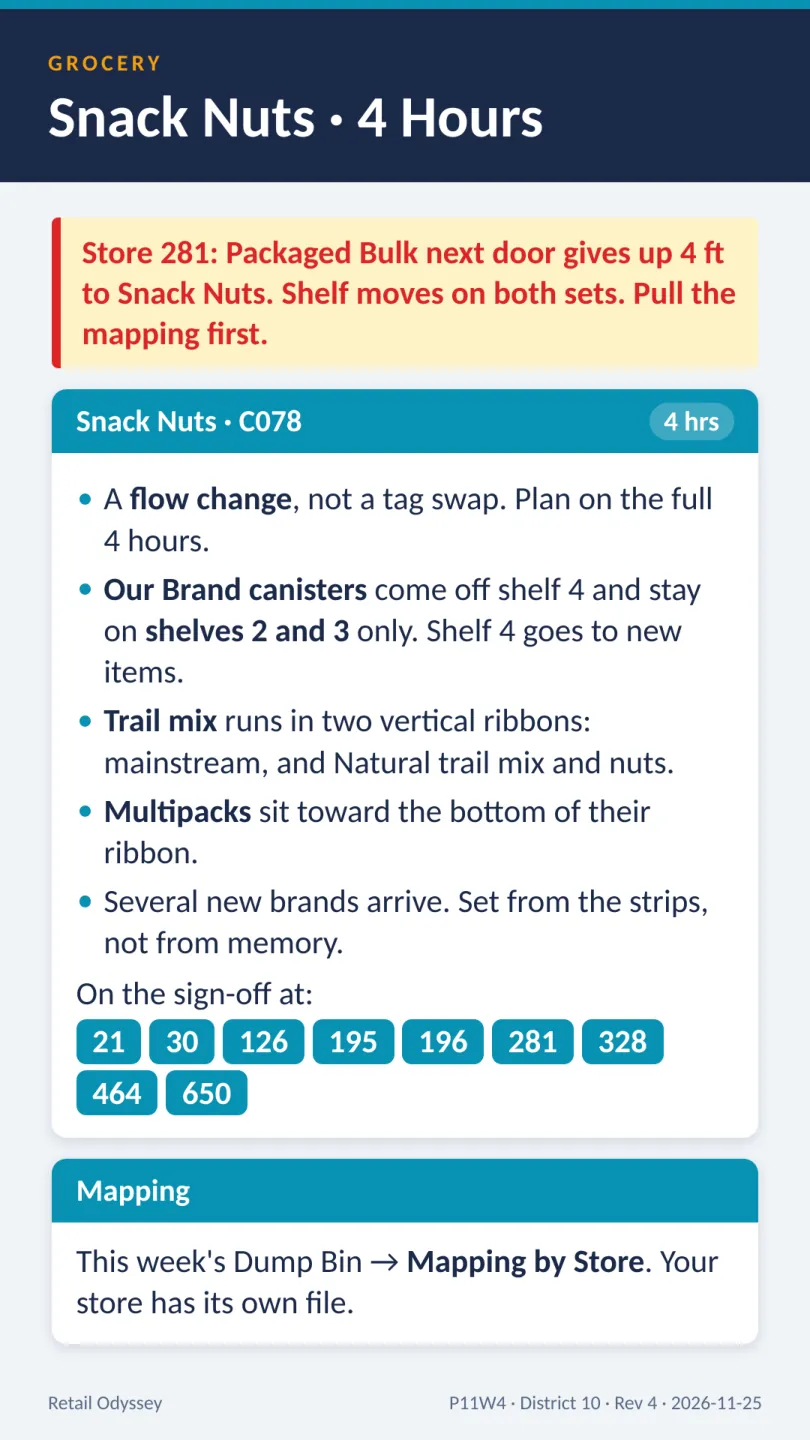 GROCERY
Snack Nuts · 4 Hours
Store 281: Packaged Bulk next door gives up 4 ft
to Snack Nuts. Shelf moves on both sets. Pull the
mapping first.
Snack Nuts · C078
4 hrs
• A flow change, not a tag swap. Plan on the full
4 hours.
• Our Brand canisters come off shelf 4 and stay
on shelves 2 and 3 only. Shelf 4 goes to new
items.
• Trail mix runs in two vertical ribbons:
mainstream, and Natural trail mix and nuts.
• Multipacks sit toward the bottom of their
ribbon.
• Several new brands arrive. Set from the strips,
not from memory.
On the sign-off at:
21 30 126 195 196 281 328
464 650
Mapping
This week's Dump Bin → Mapping by Store. Your
store has its own file.
Retail Odyssey
P11W4 · District 10 · Rev 4 · 2026-11-25